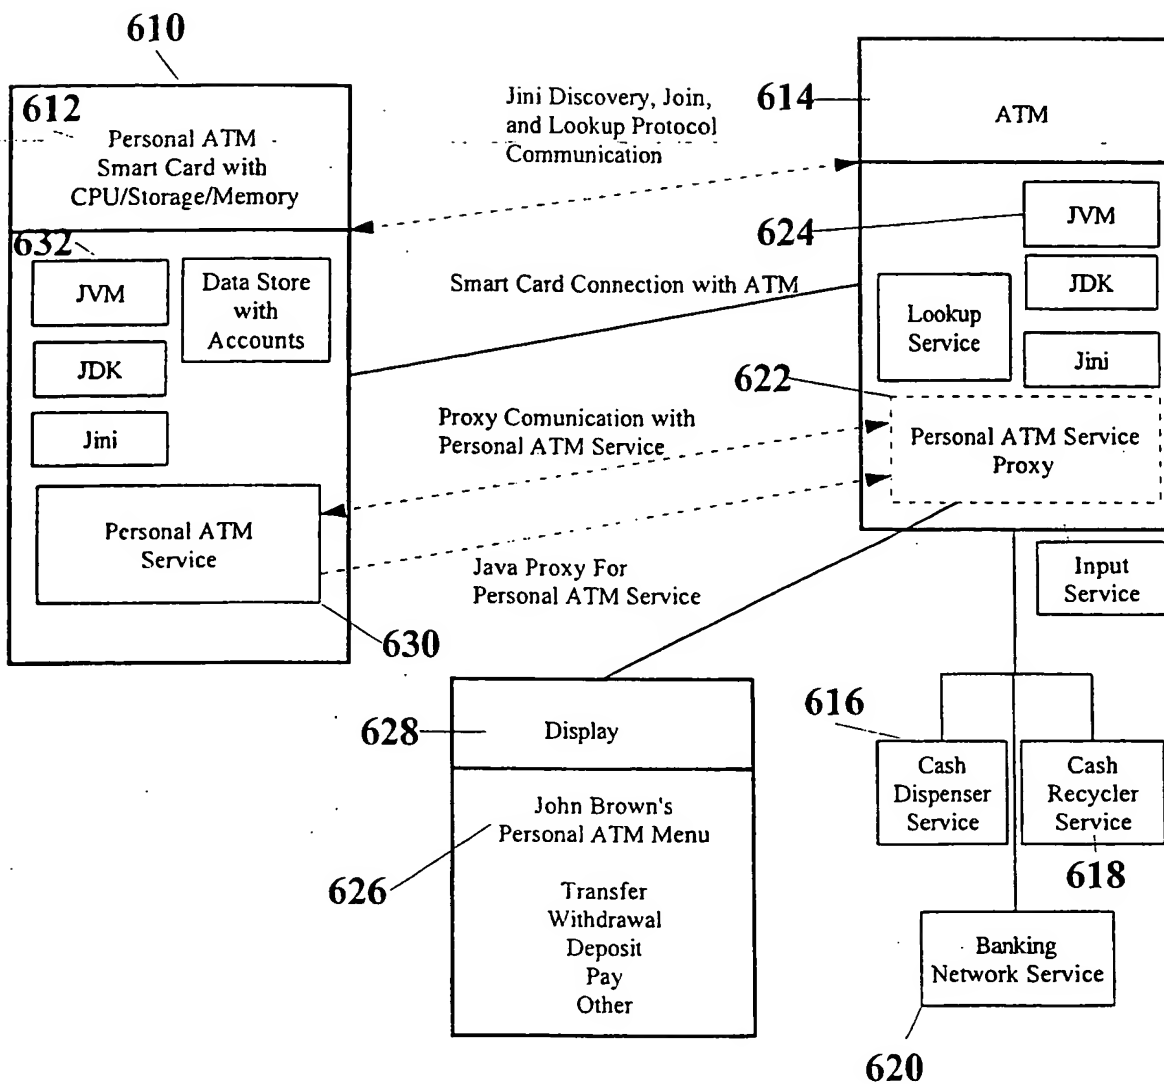 610
612
Personal ATM
Smart Card with
CPU/Storage/Memory
632
JVM
Data Store
with
Accounts
JDK
Jini
Personal ATM
Service
630
Jini Discovery, Join,
and Lookup Protocol
Communication
Smart Card Connection with ATM
Proxy Comunication with
Personal ATM Service
Java Proxy For
Personal ATM Service
614
ATM
624
JVM
JDK
Lookup
Service
Jini
622
Personal ATM Service
Proxy
Input
Service
628
Display
John Brown's
Personal ATM Menu
626
Transfer
Withdrawal
Deposit
Pay
Other
616
Cash
Dispenser
Service
Cash
Recycler
Service
618
Banking
Network Service
620